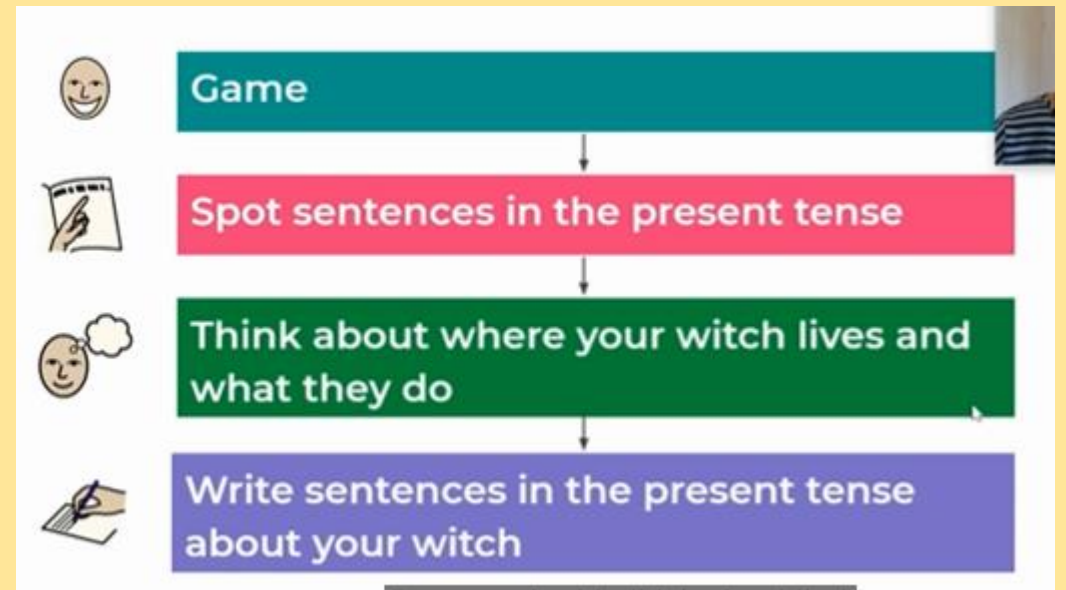 Game
Spot sentences in the present tense
Think about where your witch lives and
what they do
Write sentences in the present tense
about your witch